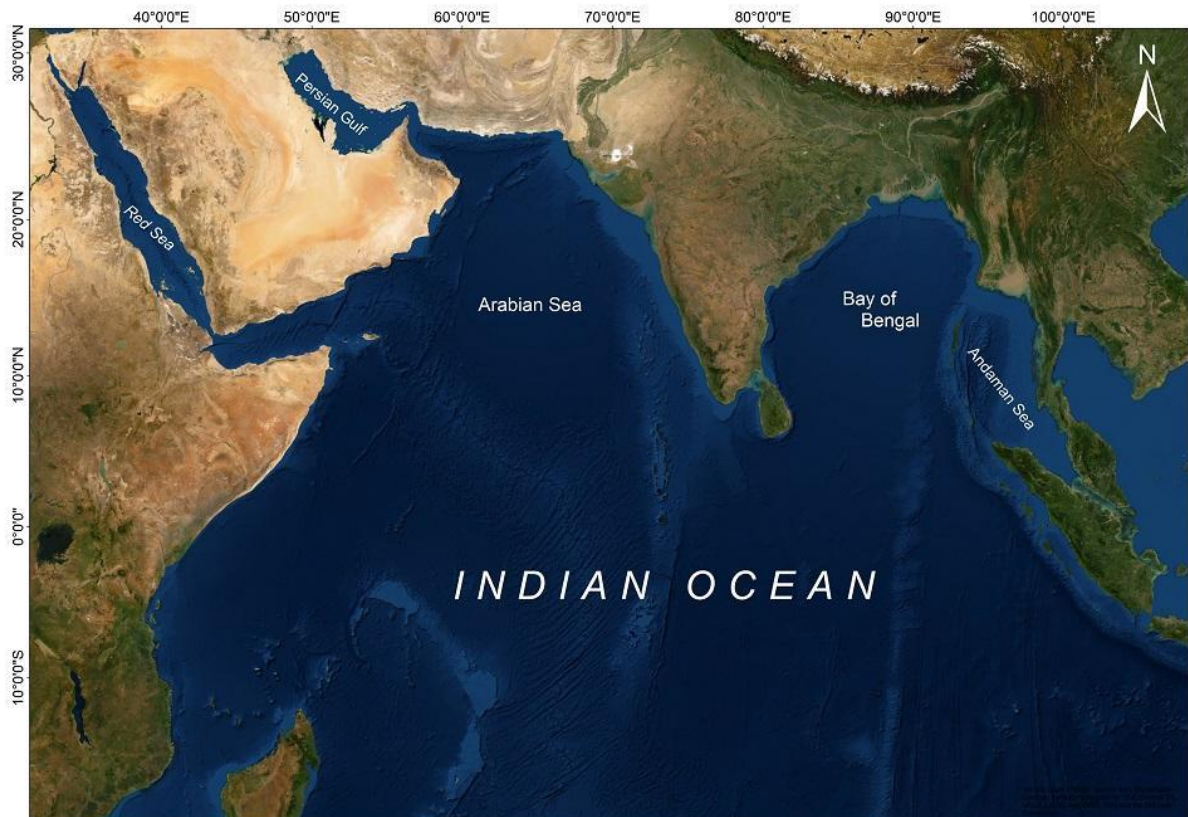 40°0'0"E 50°0'0"E 60°0'0"E 70°0'0"E 80°0'0"E 90°0'0"E 100°0'0"E
30°0'0"N
20°0'0"N
10°0'0"N
0°0'0"
10°0'0"S
N
Persian Gulf
Red Sea
Arabian Sea
Bay of
Bengal
Andaman Sea
INDIAN OCEAN